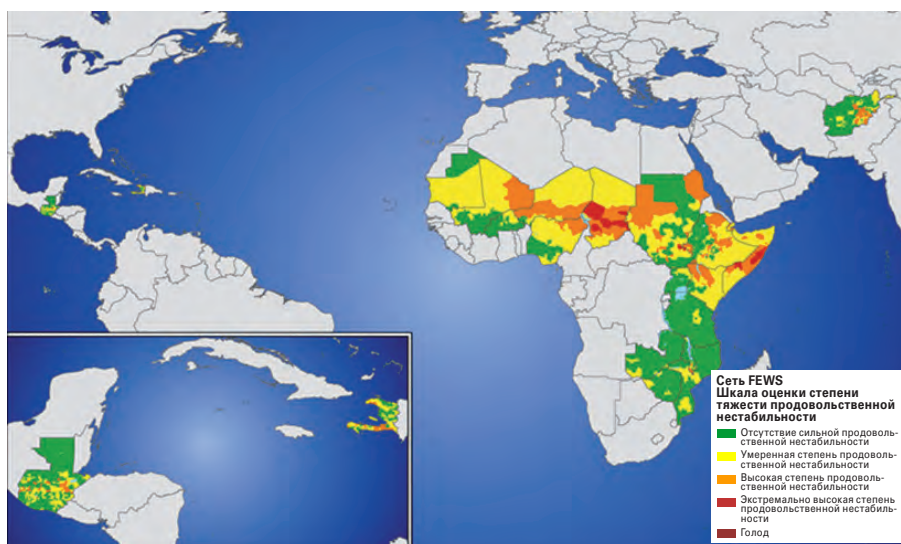 Сеть FEWS
Шкала оценки степени
тяжести продовольственной
нестабильности
Отсутствие сильной продоволь-
ственной нестабильности
Умеренная степень продоволь-
ственной нестабильности
Высокая степень продоволь-
ственной нестабильности
Экстремально высокая степень
продовольственной нестабиль-
ности
Голод